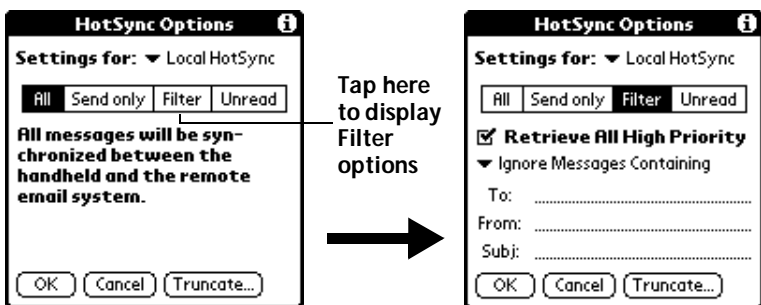 HotSync Options i
Settings for: Local HotSync
All Send only Filter Unread
All messages will be syn-
chronized between the
handheld and the remote
email system.
OK Cancel Truncate...
Tap here
to display
Filter
options
HotSync Options i
Settings for: Local HotSync
All Send only Filter Unread
Retrieve All High Priority
Ignore Messages Containing
To:
From:
Subj:
OK Cancel Truncate...